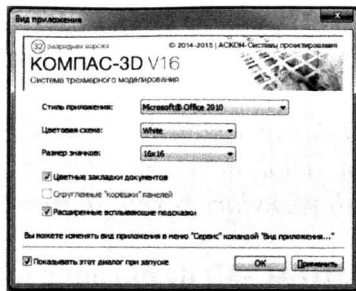 Вид приложения
32 разрядная версия
© 2014-2015 | АСКОН-Системы проектирования
КОМПАС-3D V16
Система трехмерного моделирования
Стиль приложения: Microsoft® Office 2010
Цветовая схема: White
Размер значков: 16x16
Цветные закладки документов
Скругленные "корешки" панелей
Расширенные всплывающие подсказки
Вы можете изменять вид приложения в меню "Сервис" командой "Вид приложения..."
Показывать этот диалог при запуске
ОК Применить